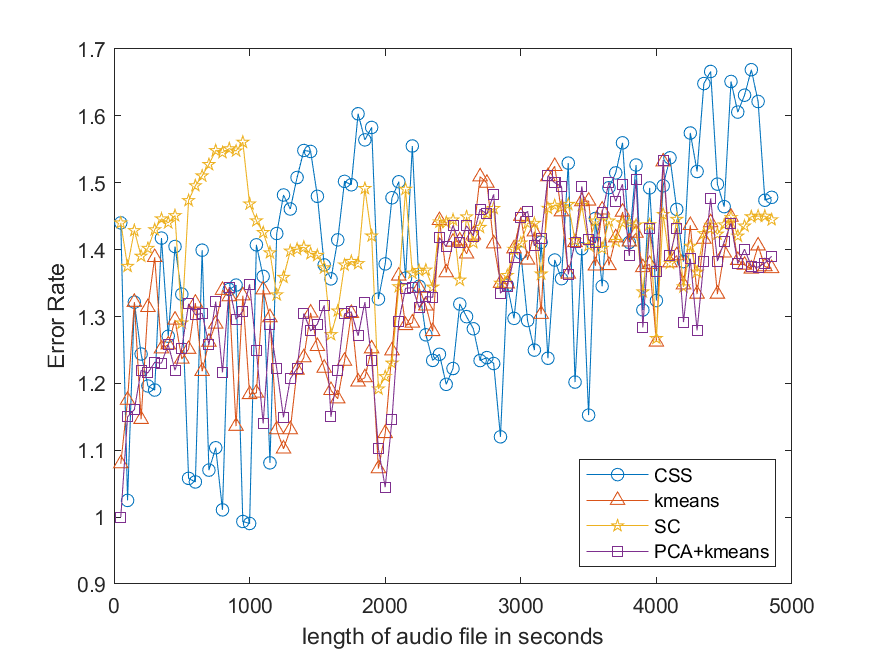 1.7
1.6
1.5
1.4
1.3
1.2
1.1
1
0.9
Error Rate
0
1000
2000
3000
4000
5000
length of audio file in seconds
CSS
kmeans
SC
PCA+kmeans